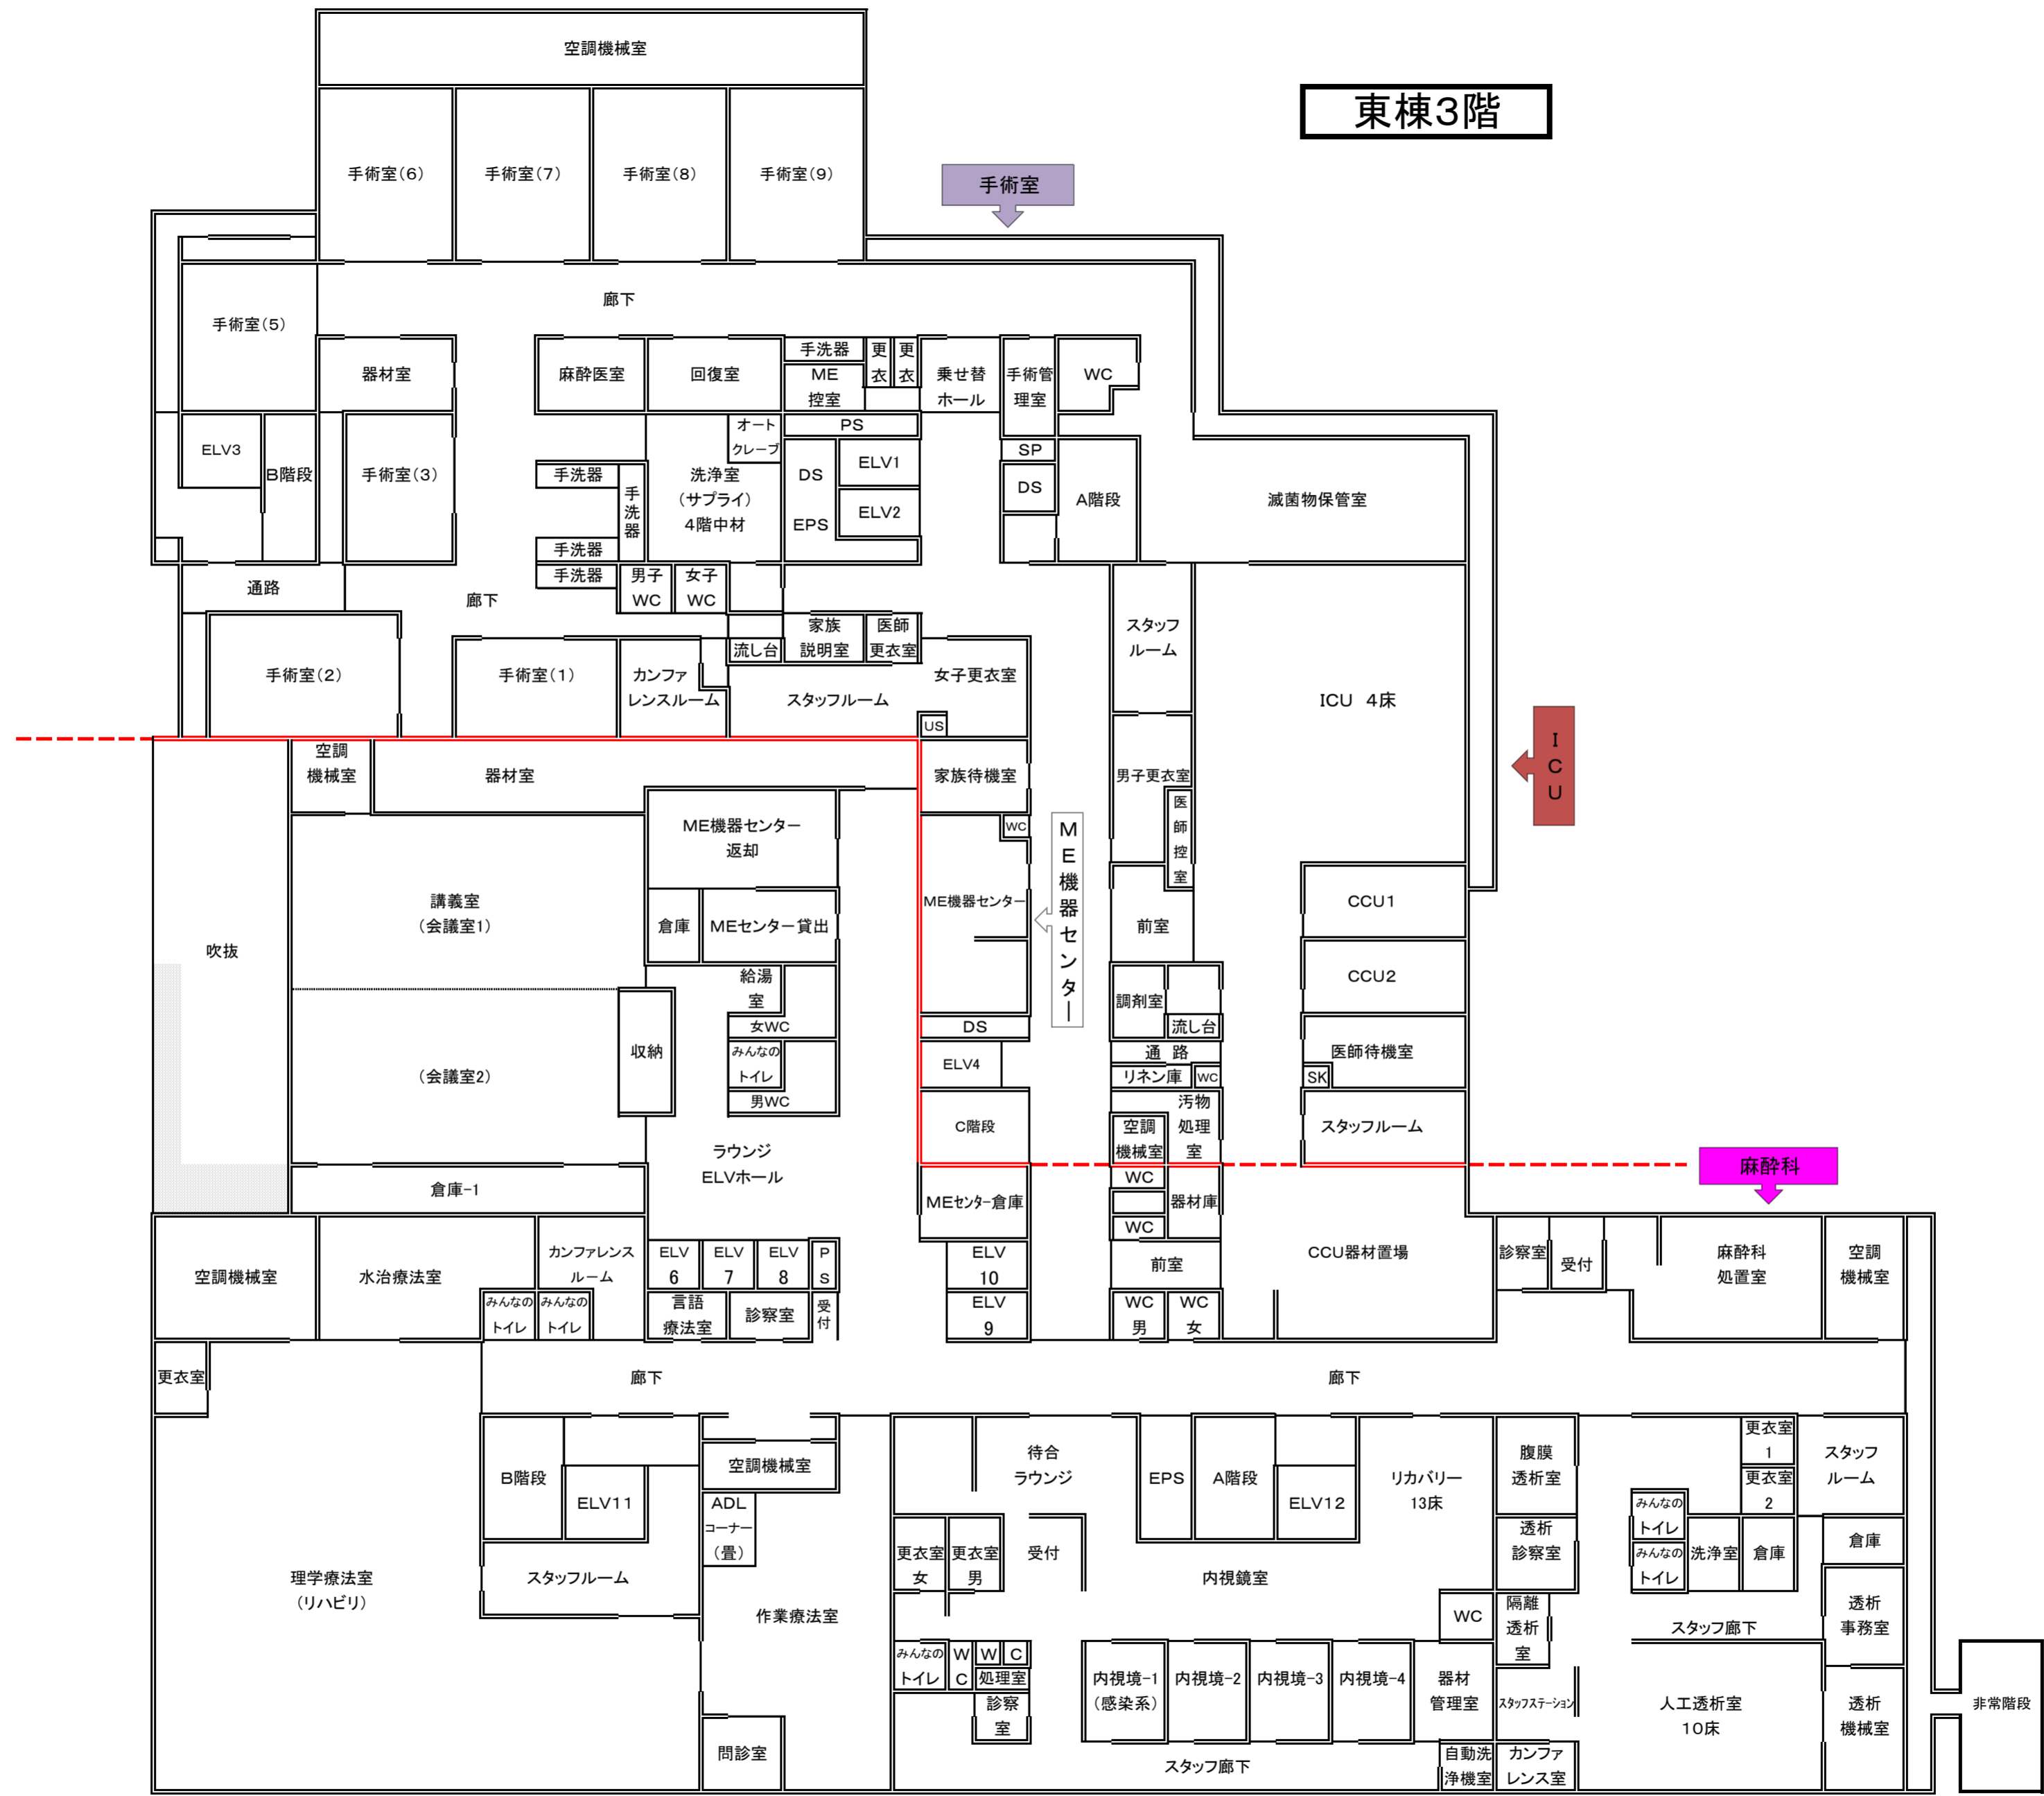 空調機械室
東棟3階
手術室(6)
手術室(7)
手術室(8)
手術室(9)
手術室
廊下
手術室(5)
器材室
麻酔医室
回復室
手洗器
ME
控室
更
衣
更
衣
乗せ替
ホール
手術管
理室
WC
ELV3
B階段
手術室(3)
手洗器
手
洗
器
手洗器
手洗器
オート
クレーブ
洗浄室
(サプライ)
4階中材
PS
DS
EPS
ELV1
ELV2
SP
DS
A階段
滅菌物保管室
通路
廊下
男子
WC
女子
WC
流し台
家族
説明室
医師
更衣室
手術室(2)
手術室(1)
カンファ
レンスルーム
スタッフルーム
女子更衣室
US
スタッフ
ルーム
ICU 4床
I
C
U
空調
機械室
器材室
家族待機室
男子更衣室
医
師
控
室
ME機器センター
返却
WC
M
E
機
器
セ
ン
タ
ー
講義室
(会議室1)
倉庫
MEセンター貸出
ME機器センター
前室
CCU1
吹抜
給湯
室
女WC
CCU2
調剤室
流し台
DS
(会議室2)
収納
みんなの
トイレ
男WC
ELV4
通 路
リネン庫
WC
医師待機室
SK
C階段
汚物
処理
室
空調
機械室
スタッフルーム
ラウンジ
ELVホール
麻酔科
倉庫-1
MEセンター倉庫
WC
WC
器材庫
空調機械室
水治療法室
カンファレンス
ルーム
みんなの
トイレ
みんなの
トイレ
ELV
6
ELV
7
ELV
8
P
S
言語
療法室
診察室
受
付
ELV
10
ELV
9
前室
WC
男
WC
女
CCU器材置場
診察室
受付
麻酔科
処置室
空調
機械室
更衣室
廊下
廊下
B階段
ELV11
空調機械室
ADL
コーナー
(畳)
待合
ラウンジ
EPS
A階段
ELV12
リカバリー
13床
腹膜
透析室
更衣室
1
更衣室
2
スタッフ
ルーム
みんなの
トイレ
みんなの
トイレ
洗浄室
倉庫
倉庫
理学療法室
(リハビリ)
スタッフルーム
作業療法室
更衣室
女
更衣室
男
受付
内視鏡室
透析
診察室
WC
隔離
透析
室
スタッフ廊下
透析
事務室
みんなの
トイレ
W
C
W
C
処理室
診察
室
内視境-1
(感染系)
内視境-2
内視境-3
内視境-4
器材
管理室
スタッフステーション
人工透析室
10床
透析
機械室
非常階段
問診室
スタッフ廊下
自動洗
浄機室
カンファ
レンス室